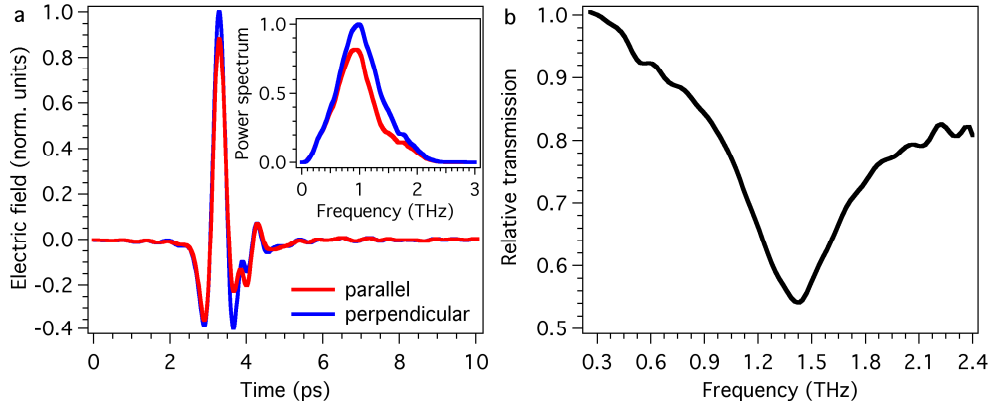 a
Electric field (norm. units)
1.0
0.8
0.6
0.4
0.2
0.0
-0.2
-0.4
0 2 4 6 8 10
Time (ps)
parallel
perpendicular
Power spectrum
1.0
0.5
0.0
0 1 2 3
Frequency (THz)
b
Relative transmission
1.0
0.9
0.8
0.7
0.6
0.5
0.3 0.6 0.9 1.2 1.5 1.8 2.1 2.4
Frequency (THz)